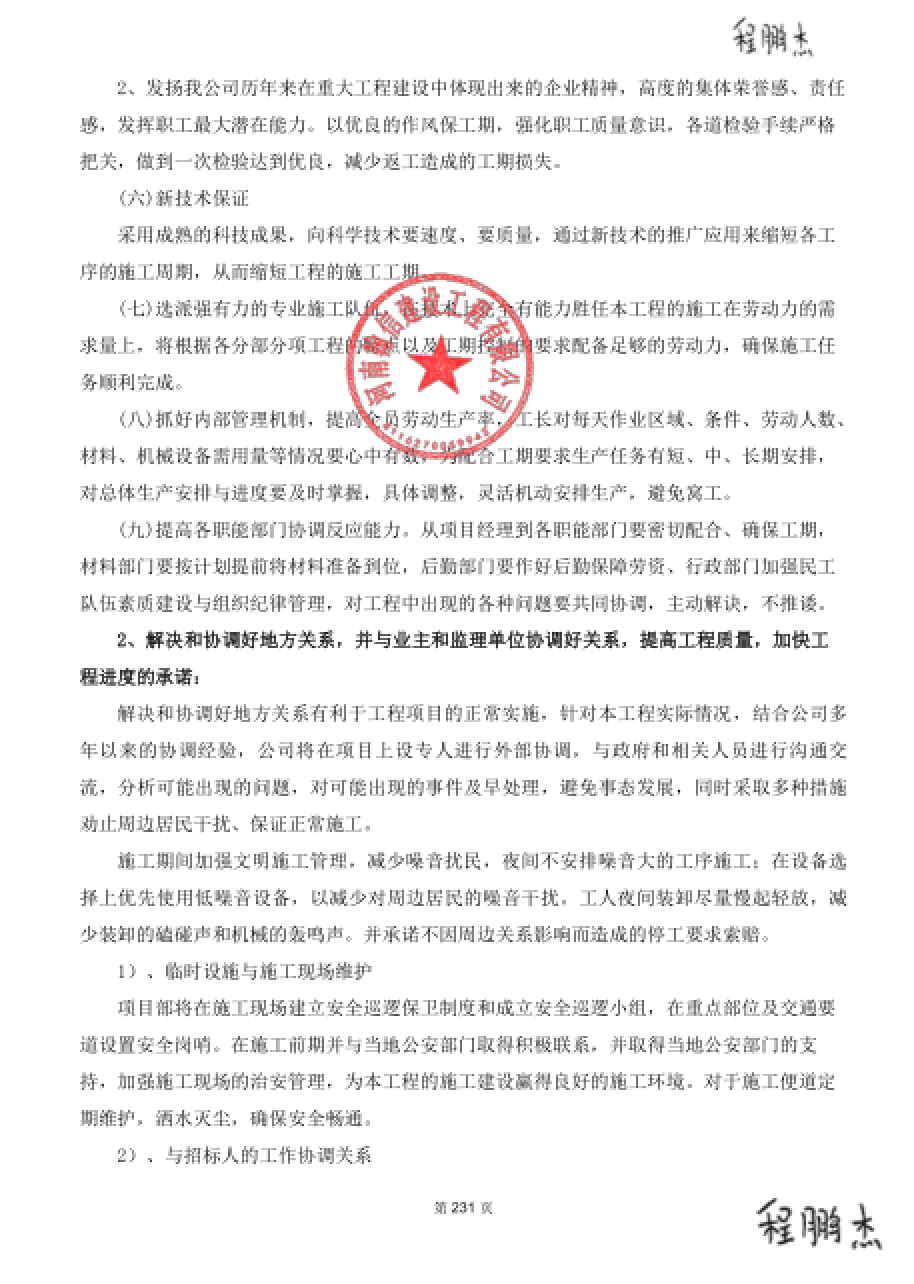 程鹏杰
2、发扬我公司历年来在重大工程建设中体现出来的企业精神，高度的集体荣誉感、责任
感，发挥职工最大潜在能力。以优良的作风保工期，强化职工质量意识，各道检验手续严格
把关，做到一次检验达到优良，减少返工造成的工期损失。
(六)新技术保证
采用成熟的科技成果，向科学技术要速度、要质量，通过新技术的推广应用来缩短各工
序的施工周期，从而缩短工程的施工工期。
(七)选派强有力的专业施工队伍，在技术上完全有能力胜任本工程的施工在劳动力的需
求量上，将根据各分部分项工程的特点以及工期控制的要求配备足够的劳动力，确保施工任
务顺利完成。
(八)抓好内部管理机制，提高全员劳动生产率，工长对每天作业区域、条件、劳动人数、
材料、机械设备需用量等情况要心中有数，为配合工期要求生产任务有短、中、长期安排，
对总体生产安排与进度要及时掌握，具体调整，灵活机动安排生产，避免窝工。
(九)提高各职能部门协调反应能力。从项目经理到各职能部门要密切配合、确保工期，
材料部门要按计划提前将材料准备到位，后勤部门要作好后勤保障劳资、行政部门加强民工
队伍素质建设与组织纪律管理，对工程中出现的各种问题要共同协调，主动解诀，不推诿。
2、解决和协调好地方关系，并与业主和监理单位协调好关系，提高工程质量，加快工
程进度的承诺：
解决和协调好地方关系有利于工程项目的正常实施，针对本工程实际情况，结合公司多
年以来的协调经验，公司将在项目上设专人进行外部协调，与政府和相关人员进行沟通交
流，分析可能出现的问题，对可能出现的事件及早处理，避免事态发展，同时采取多种措施
劝止周边居民干扰、保证正常施工。
施工期间加强文明施工管理，减少噪音扰民，夜间不安排噪音大的工序施工；在设备选
择上优先使用低噪音设备，以减少对周边居民的噪音干扰。工人夜间装卸尽量慢起轻放，减
少装卸的磕碰声和机械的轰鸣声。并承诺不因周边关系影响而造成的停工要求索赔。
1）、临时设施与施工现场维护
项目部将在施工现场建立安全巡逻保卫制度和成立安全巡逻小组，在重点部位及交通要
道设置安全岗哨。在施工前期并与当地公安部门取得积极联系，并取得当地公安部门的支
持，加强施工现场的治安管理，为本工程的施工建设赢得良好的施工环境。对于施工便道定
期维护，洒水灭尘，确保安全畅通。
2）、与招标人的工作协调关系
第 231 页
程鹏杰
河南 信建设工程有限公司